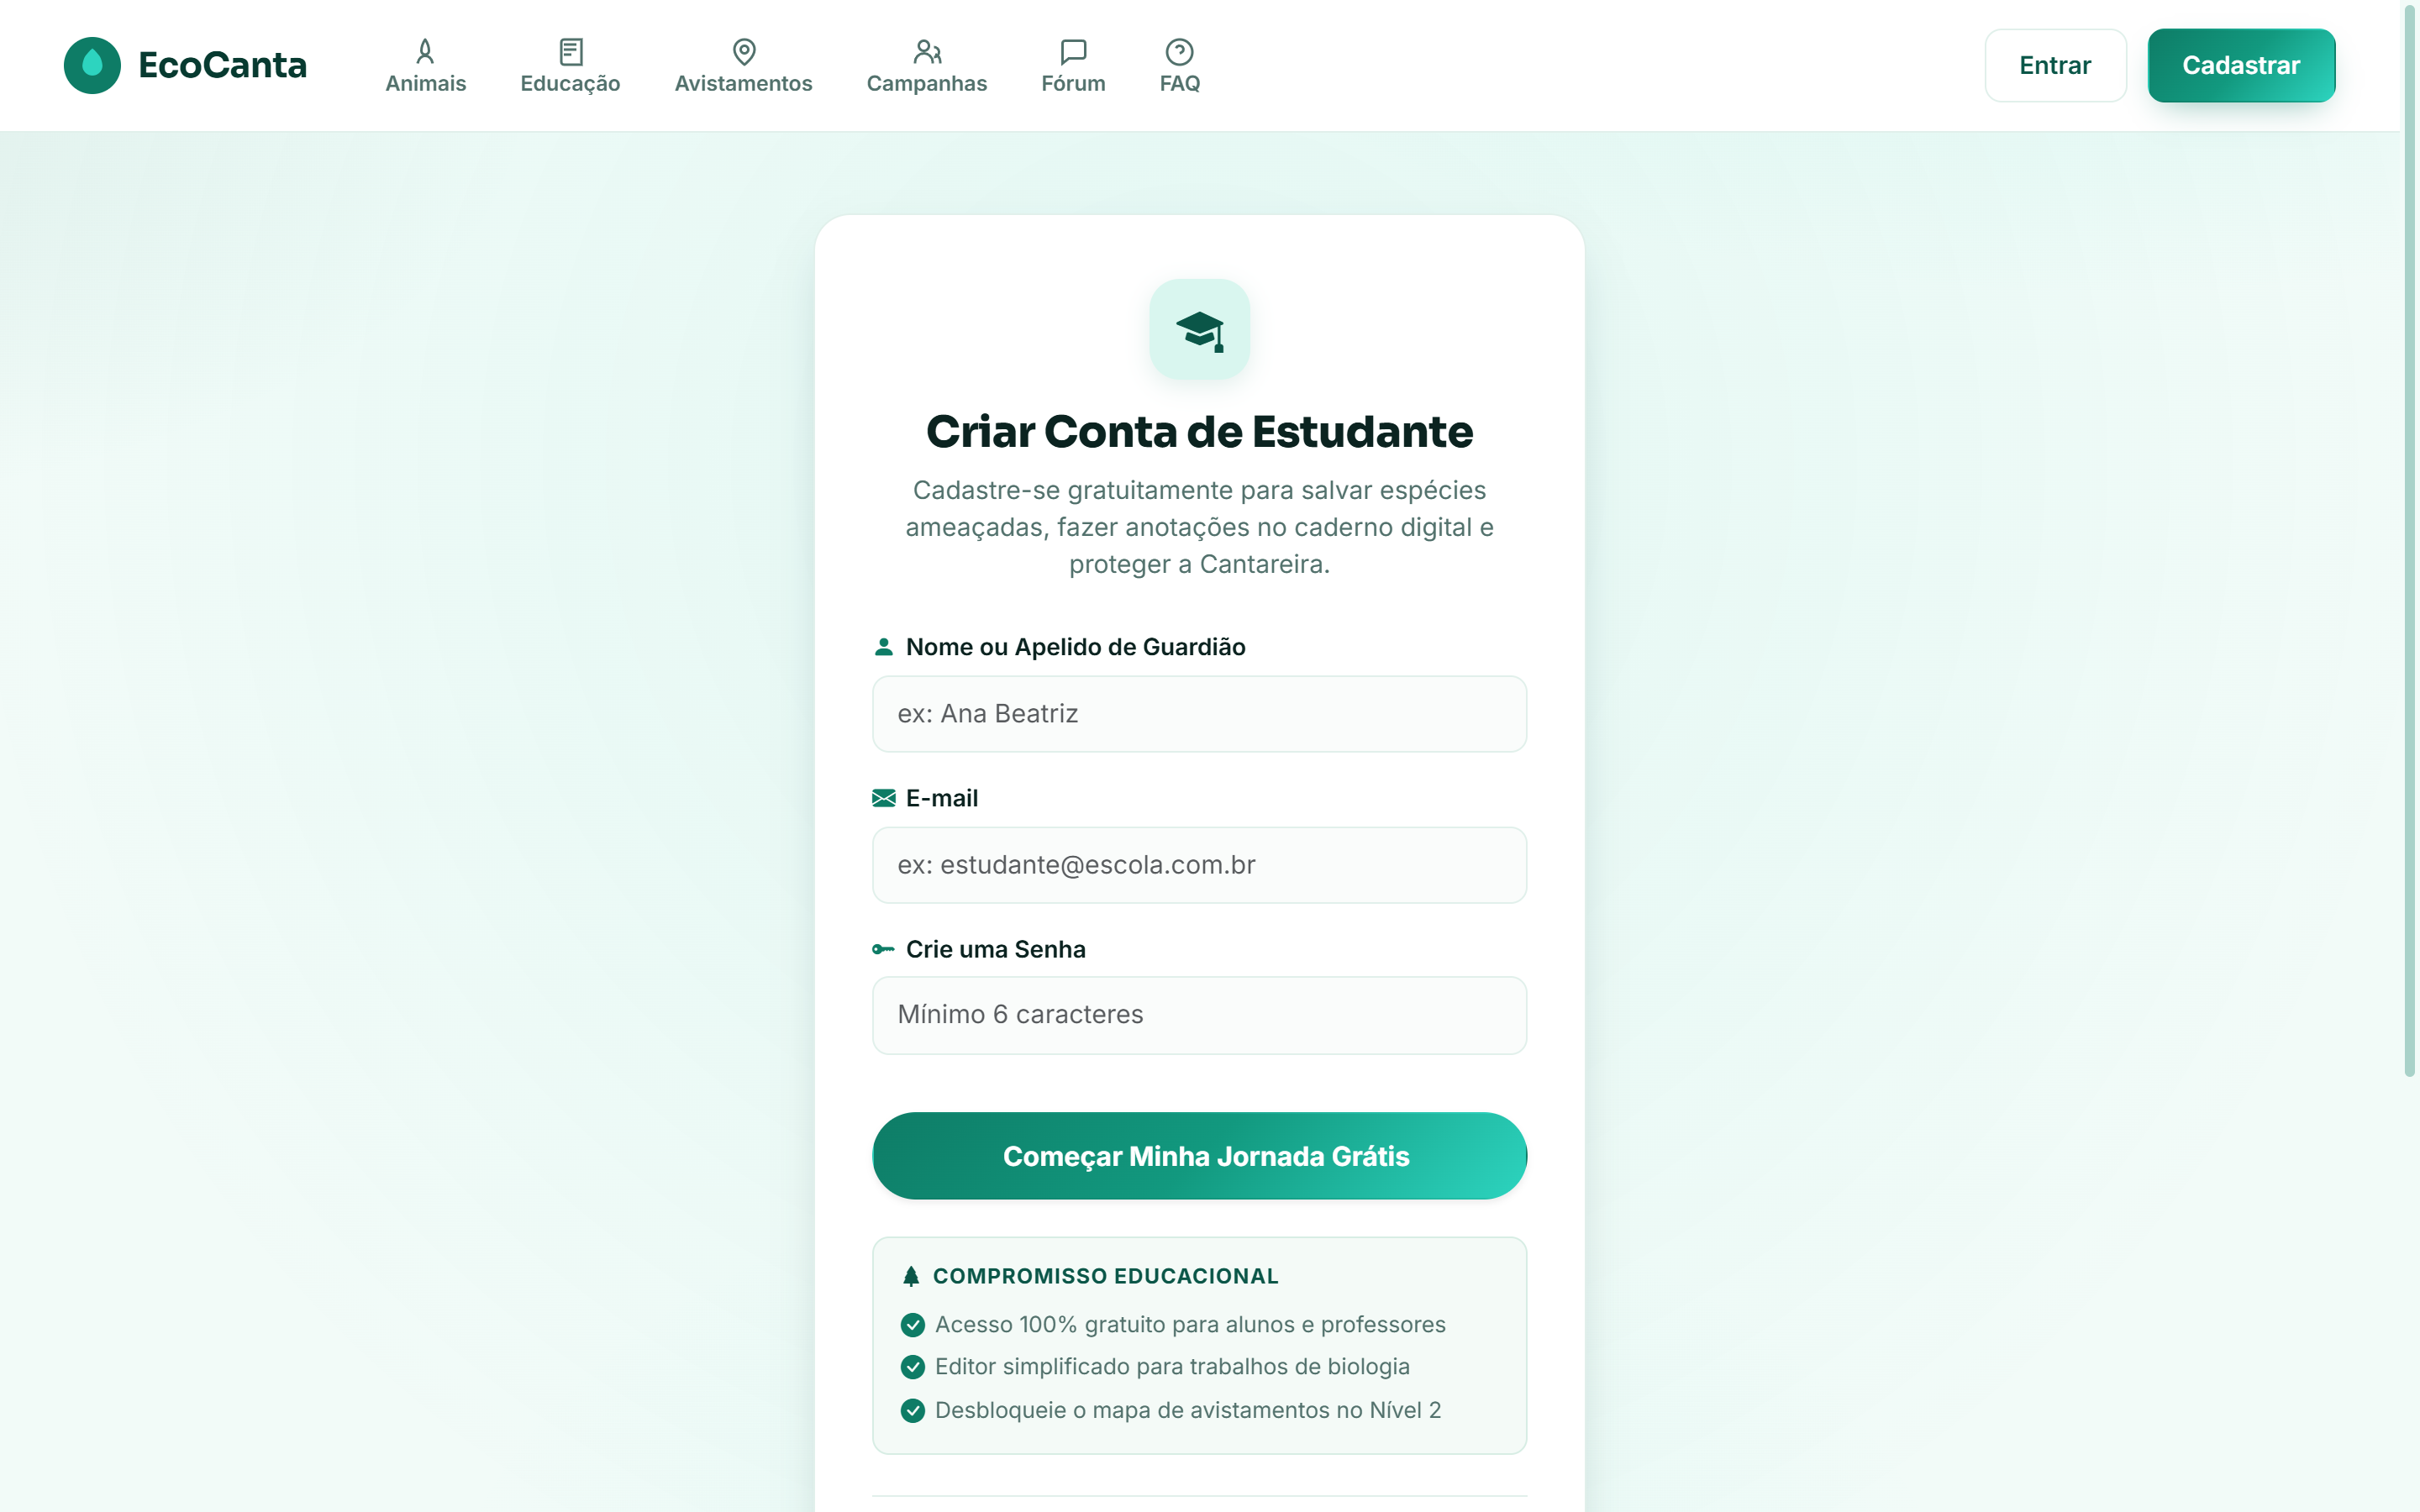 EcoCanta
Animais
Educação
Avistamentos
Campanhas
Fórum
FAQ
Entrar
Cadastrar
Criar Conta de Estudante
Cadastre-se gratuitamente para salvar espécies
ameaçadas, fazer anotações no caderno digital e
proteger a Cantareira.
Nome ou Apelido de Guardião
ex: Ana Beatriz
E-mail
ex: estudante@escola.com.br
Crie uma Senha
Mínimo 6 caracteres
Começar Minha Jornada Grátis
COMPROMISSO EDUCACIONAL
Acesso 100% gratuito para alunos e professores
Editor simplificado para trabalhos de biologia
Desbloqueie o mapa de avistamentos no Nível 2